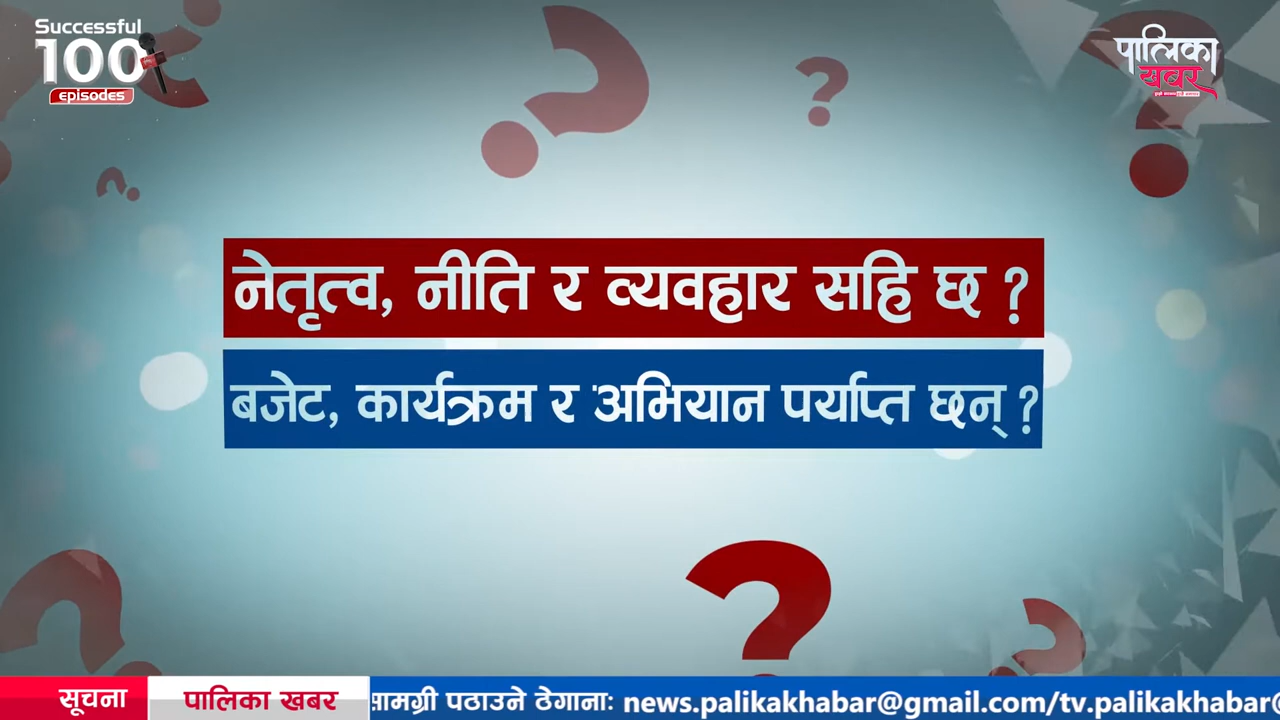 Successful
100
episodes
पालिका
खबर
नेतृत्व, नीति र व्यवहार सहि छ ?
बजेट, कार्यक्रम र अभियान पर्याप्त छन् ?
सूचना
पालिका खबर
सामग्री पठाउने ठेगानाः news.palikakhabar@gmail.com/tv.palikakhabar@